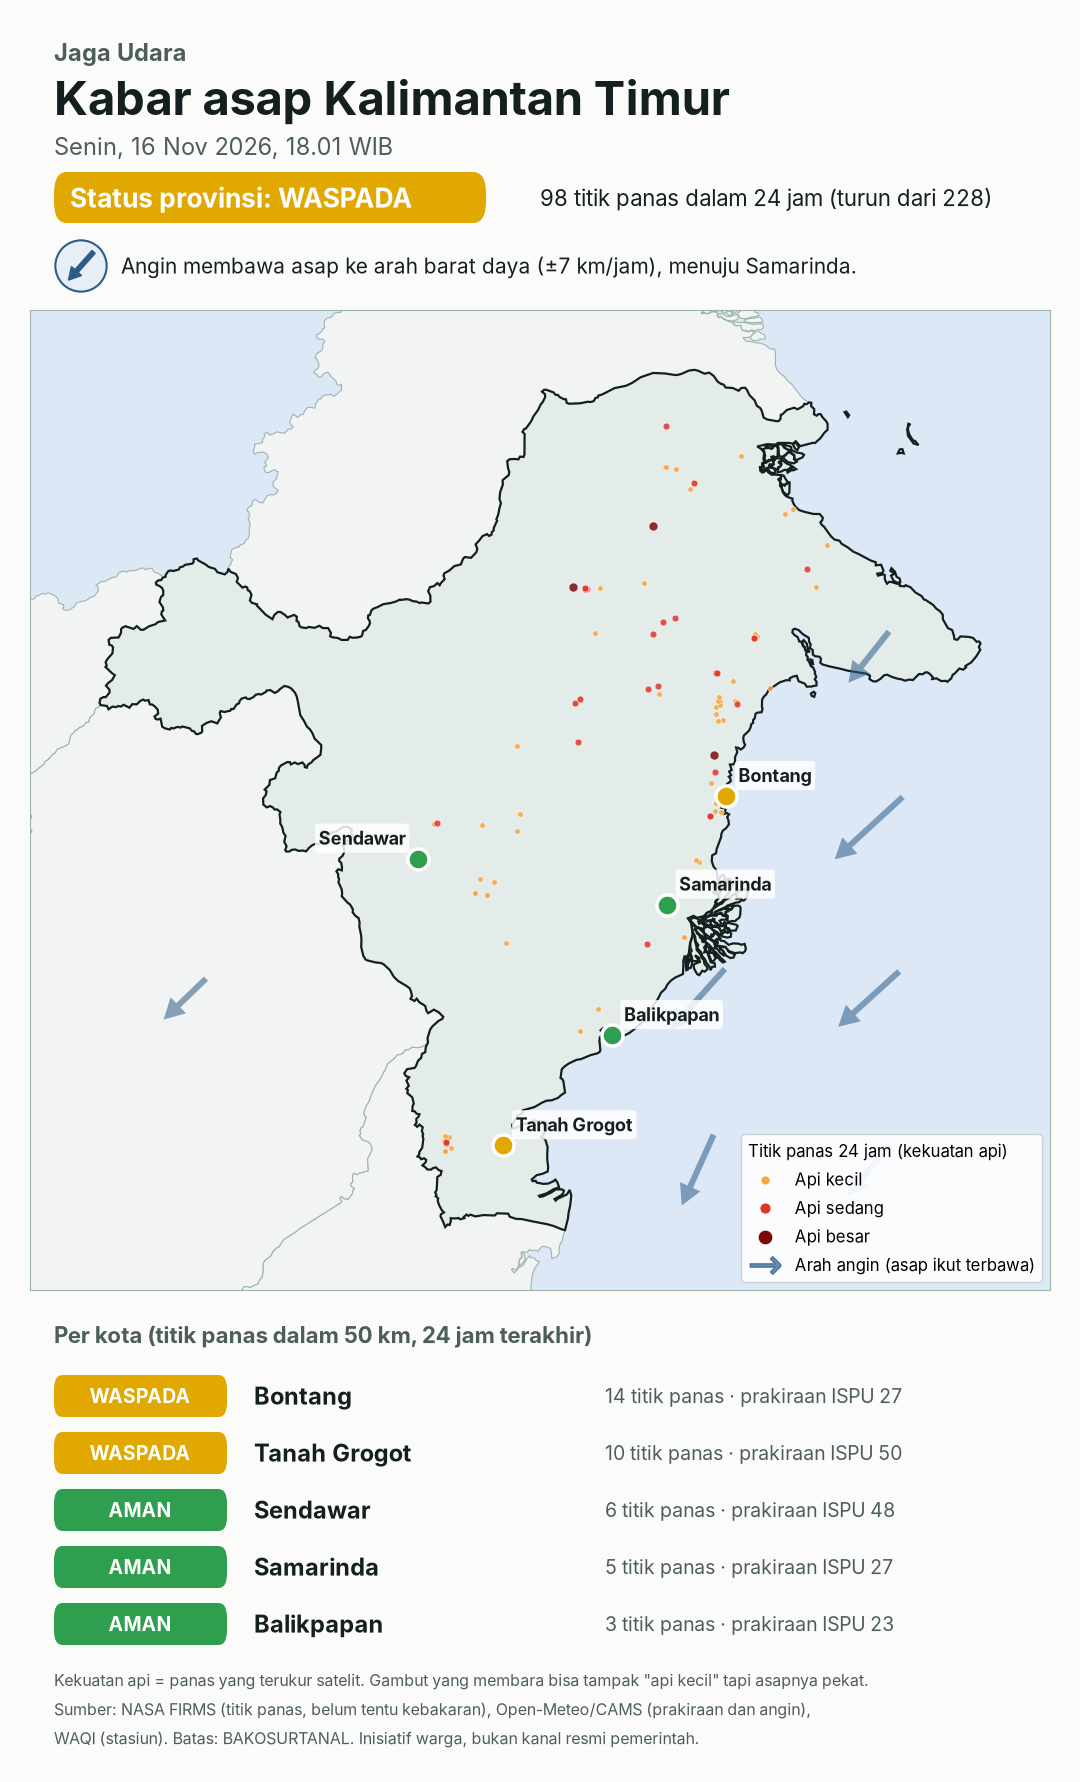 Jaga Udara
Kabar asap Kalimantan Timur
Senin, 16 Nov 2026, 18.01 WIB
Status provinsi: WASPADA
98 titik panas dalam 24 jam (turun dari 228)
Angin membawa asap ke arah barat daya (±7 km/jam), menuju Samarinda.
Bontang
Sendawar
Samarinda
Balikpapan
Tanah Grogot
Titik panas 24 jam (kekuatan api)
Api kecil
Api sedang
Api besar
Arah angin (asap ikut terbawa)
Per kota (titik panas dalam 50 km, 24 jam terakhir)
WASPADA Bontang 14 titik panas · prakiraan ISPU 27
WASPADA Tanah Grogot 10 titik panas · prakiraan ISPU 50
AMAN Sendawar 6 titik panas · prakiraan ISPU 48
AMAN Samarinda 5 titik panas · prakiraan ISPU 27
AMAN Balikpapan 3 titik panas · prakiraan ISPU 23
Kekuatan api = panas yang terukur satelit. Gambut yang membara bisa tampak "api kecil" tapi asapnya pekat.
Sumber: NASA FIRMS (titik panas, belum tentu kebakaran), Open-Meteo/CAMS (prakiraan dan angin),
WAQI (stasiun). Batas: BAKOSURTANAL. Inisiatif warga, bukan kanal resmi pemerintah.